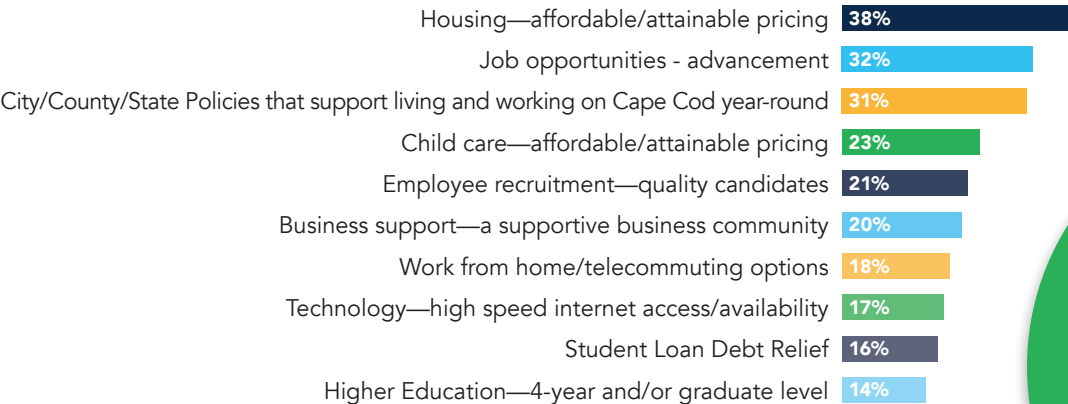 Housing—affordable/attainable pricing 38%
Job opportunities - advancement 32%
City/County/State Policies that support living and working on Cape Cod year-round 31%
Child care—affordable/attainable pricing 23%
Employee recruitment—quality candidates 21%
Business support—a supportive business community 20%
Work from home/telecommuting options 18%
Technology—high speed internet access/availability 17%
Student Loan Debt Relief 16%
Higher Education—4-year and/or graduate level 14%